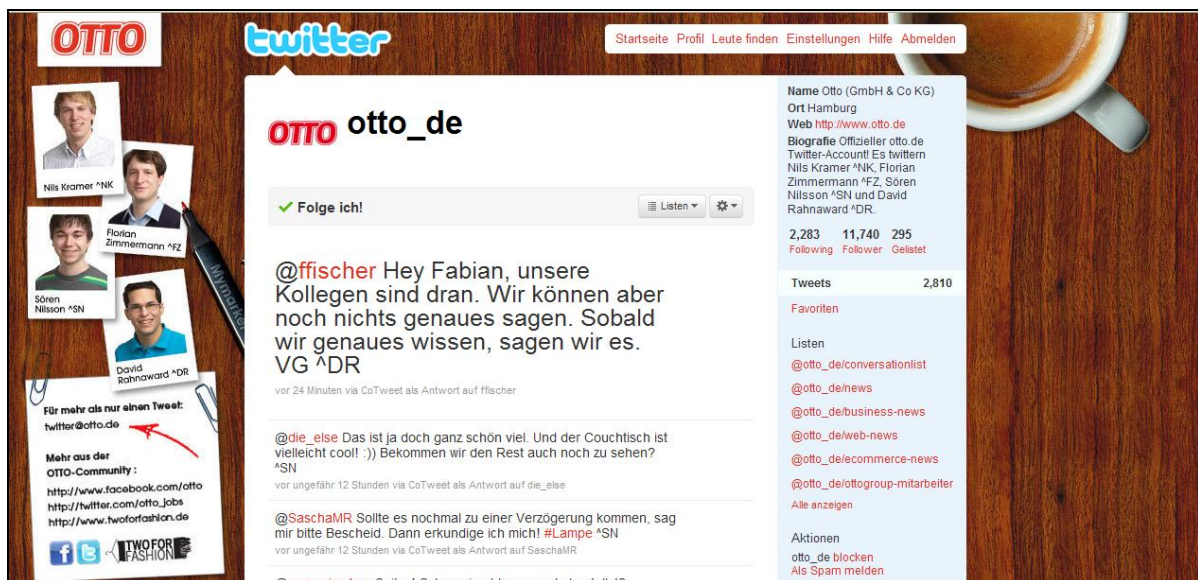 OTTO
twitter
Startseite Profil Leute finden Einstellungen Hilfe Abmelden
Nils Kramer ^NK
Florian
Zimmermann ^FZ
Sören
Nilsson ^SN
David
Rahnaward ^DR
Mymarker
Für mehr als nur einen Tweet:
twitter@otto.de
Mehr aus der
OTTO-Community :
http://www.facebook.com/otto
http://twitter.com/otto_jobs
http://www.twoforfashion.de
f t TWO FOR
FASHION
OTTO otto_de
Folge ich!
Listen
@ffischer Hey Fabian, unsere
Kollegen sind dran. Wir können aber
noch nichts genaues sagen. Sobald
wir genaues wissen, sagen wir es.
VG ^DR
vor 24 Minuten via CoTweet als Antwort auf ffischer
@die_else Das ist ja doch ganz schön viel. Und der Couchtisch ist
vielleicht cool! :)) Bekommen wir den Rest auch noch zu sehen?
^SN
vor ungefähr 12 Stunden via CoTweet als Antwort auf die_else
@SaschaMR Sollte es nochmal zu einer Verzögerung kommen, sag
mir bitte Bescheid. Dann erkundige ich mich! #Lampe ^SN
vor ungefähr 12 Stunden via CoTweet als Antwort auf SaschaMR
Name Otto (GmbH & Co KG)
Ort Hamburg
Web http://www.otto.de
Biografie Offizieller otto.de
Twitter-Account! Es twittern
Nils Kramer ^NK, Florian
Zimmermann ^FZ, Sören
Nilsson ^SN und David
Rahnaward ^DR.
2,283 11,740 295
Following Follower Gelistet
Tweets 2,810
Favoriten
Listen
@otto_de/conversationlist
@otto_de/news
@otto_de/business-news
@otto_de/web-news
@otto_de/ecommerce-news
@otto_de/ottogroup-mitarbeiter
Alle anzeigen
Aktionen
otto_de blocken
Als Spam melden